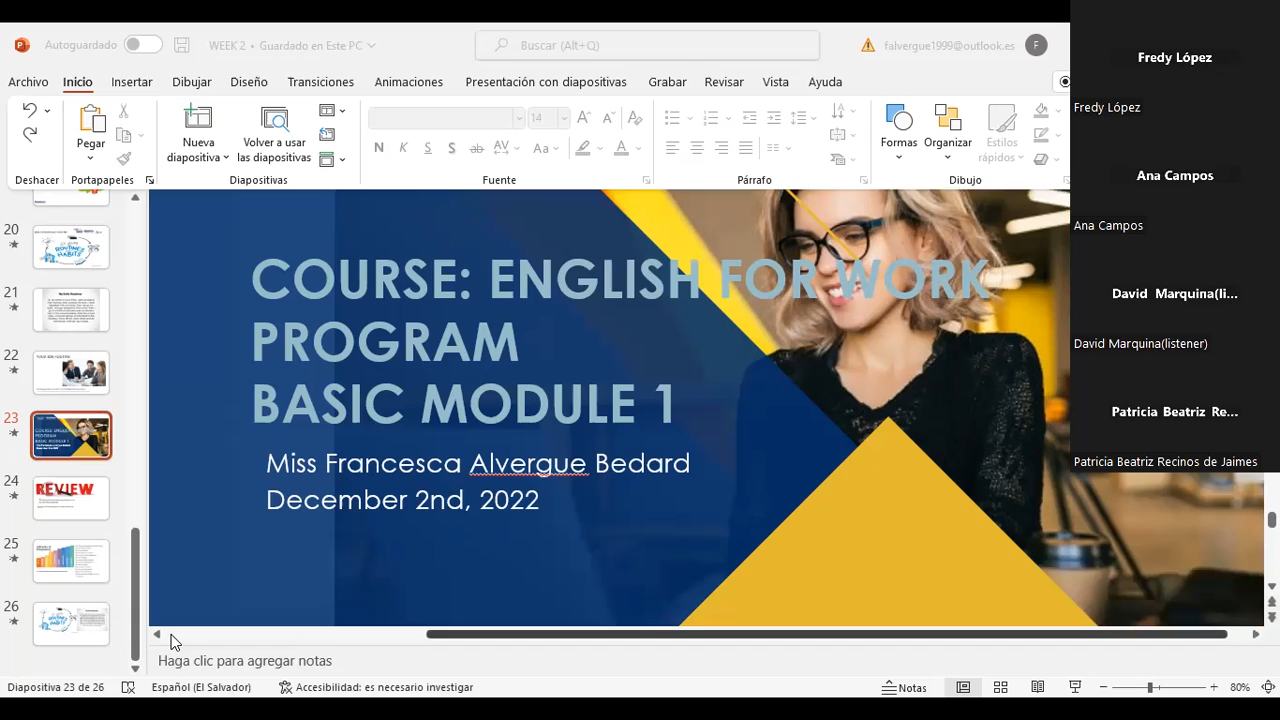 Autoguardado
WEEK 2 • Guardado en Este PC
Buscar (Alt+Q)
falvergue1999@outlook.es
F
Archivo
Inicio
Insertar
Dibujar
Diseño
Transiciones
Animaciones
Presentación con diapositivas
Grabar
Revisar
Vista
Ayuda
Pegar
Nueva
diapositiva
Volver a usar
las diapositivas
14
N
K
S
S
ab
AV
Aa
A
Formas
Organizar
Estilos
rápidos
Deshacer
Portapapeles
Diapositivas
Fuente
Párrafo
Dibujo
20
21
22
23
24
REVIEW
25
26
COURSE: ENGLISH FOR WORK
PROGRAM
BASIC MODULE 1
Miss Francesca Alvergue Bedard
December 2nd, 2022
Fredy López
Fredy López
Ana Campos
Ana Campos
David Marquina(li...
David Marquina(listener)
Patricia Beatriz Re...
Patricia Beatriz Recinos de Jaimes
Haga clic para agregar notas
Diapositiva 23 de 26
Español (El Salvador)
Accesibilidad: es necesario investigar
Notas
80%